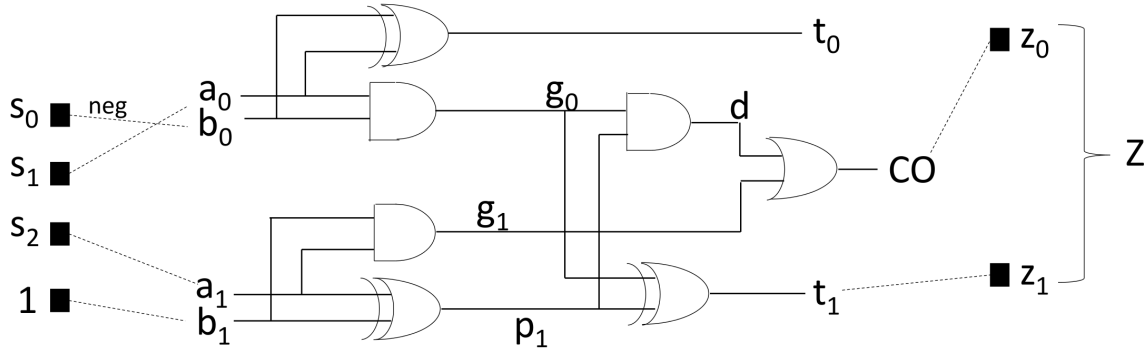 t₀
z₀
s₀ neg
a₀
b₀
g₀
d
s₁
CO
Z
s₂
g₁
a₁
b₁
1
p₁
t₁
z₁